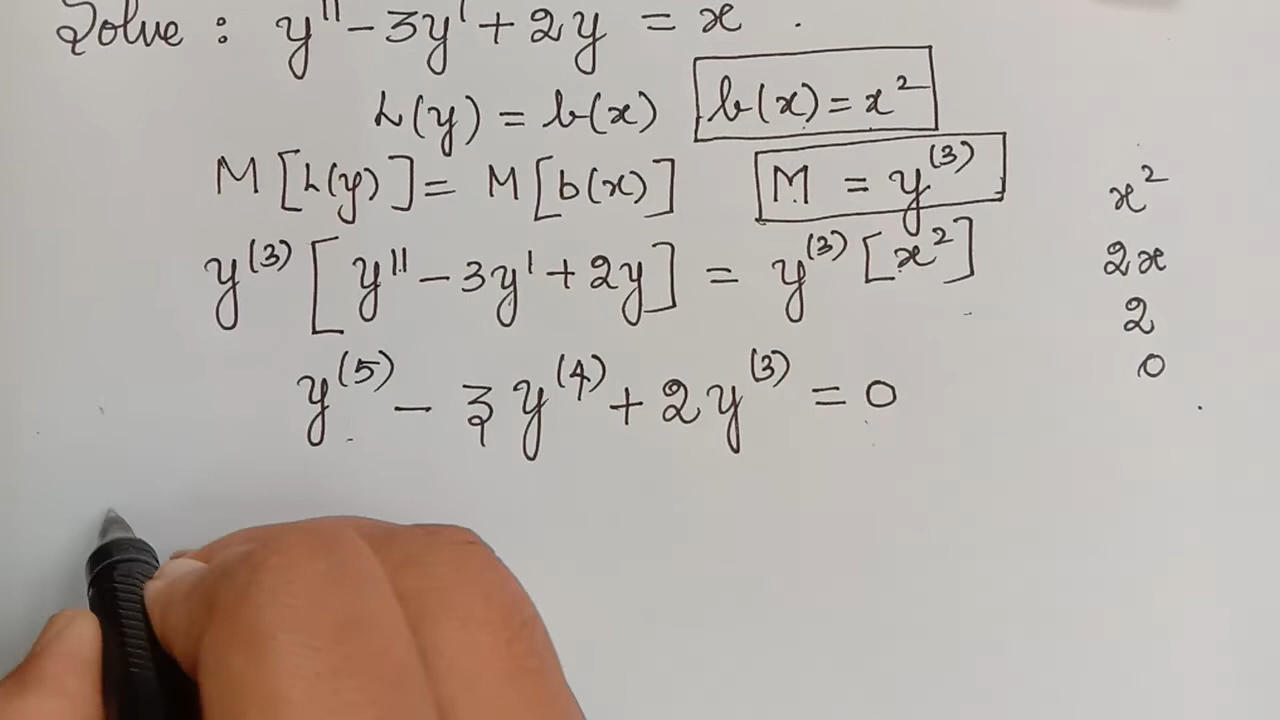 Solve : y'' - 3y' + 2y = x .
L(y) = b(x) b(x) = x²
M [L(y)] = M [b(x)] M = y⁽³⁾
y⁽³⁾ [y'' - 3y' + 2y] = y⁽³⁾ [x²]
y⁽⁵⁾ - 3y⁽⁴⁾ + 2y⁽³⁾ = 0
x²
2x
2
0